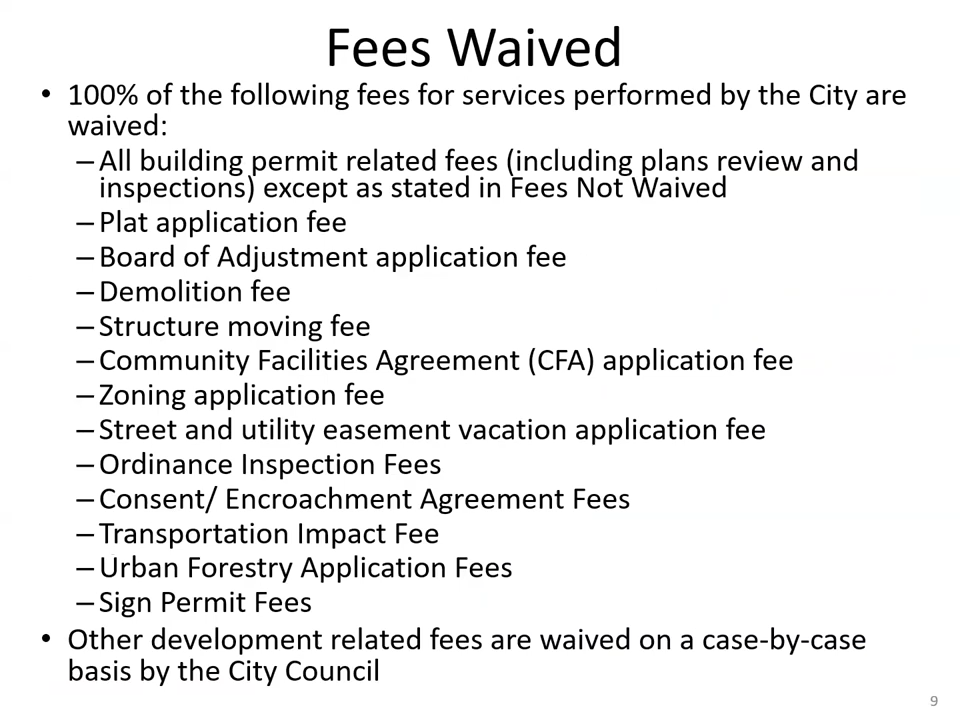 Fees Waived
• 100% of the following fees for services performed by the City are
waived:
– All building permit related fees (including plans review and
inspections) except as stated in Fees Not Waived
– Plat application fee
– Board of Adjustment application fee
– Demolition fee
– Structure moving fee
– Community Facilities Agreement (CFA) application fee
– Zoning application fee
– Street and utility easement vacation application fee
– Ordinance Inspection Fees
– Consent/ Encroachment Agreement Fees
– Transportation Impact Fee
– Urban Forestry Application Fees
– Sign Permit Fees
• Other development related fees are waived on a case-by-case
basis by the City Council
9